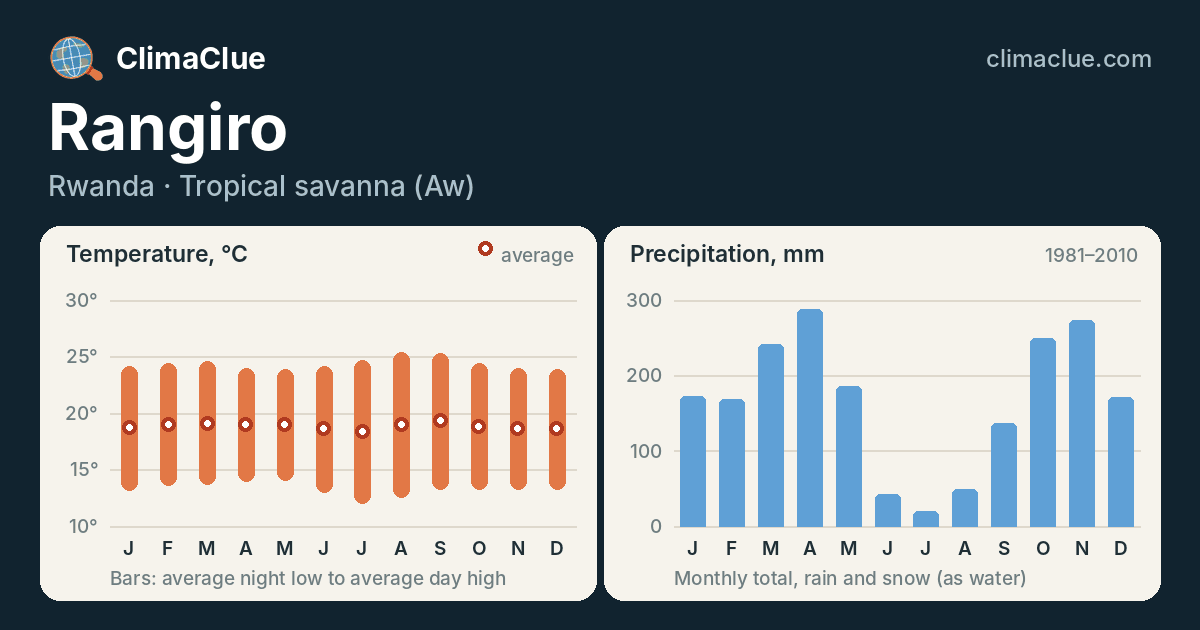 ClimaClue
climaclue.com
Rangiro
Rwanda · Tropical savanna (Aw)
Temperature, °C
average
30°
25°
20°
15°
10°
J F M A M J J A S O N D
Bars: average night low to average day high
Precipitation, mm
1981–2010
300
200
100
0
J F M A M J J A S O N D
Monthly total, rain and snow (as water)